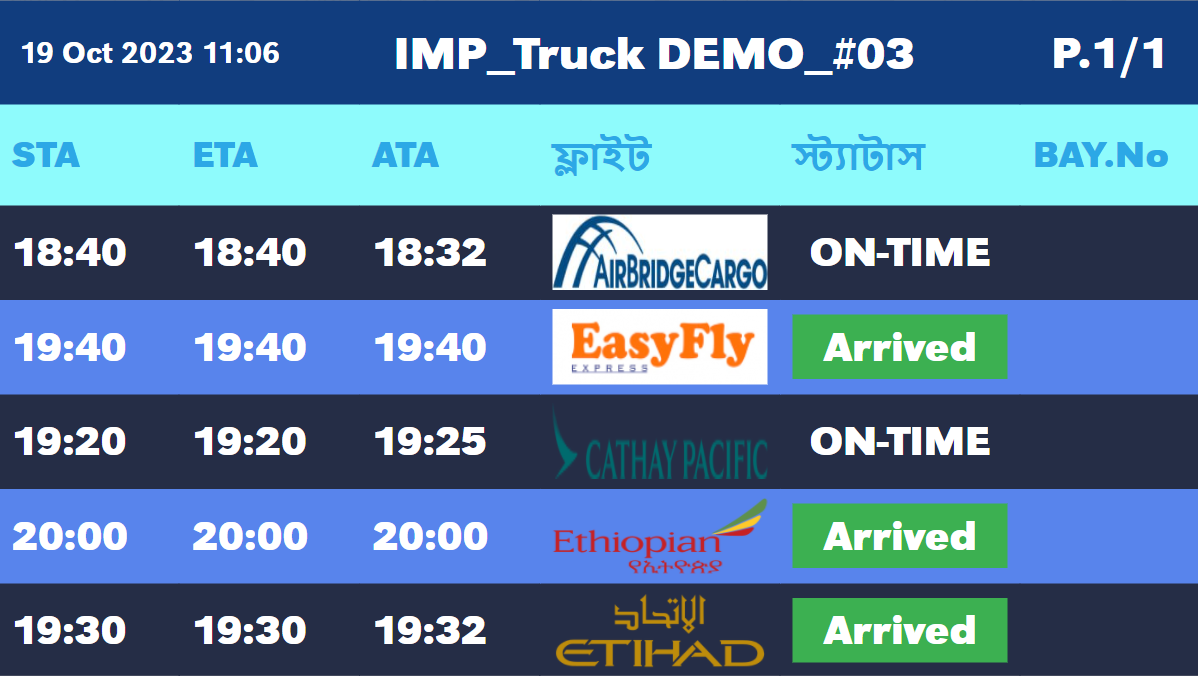 19 Oct 2023 11:06 IMP_Truck DEMO_#03 P.1/1
STA ETA ATA ফ্লাইট স্ট্যাটাস BAY.No
18:40 18:40 18:32 AIRBRIDGECARGO ON-TIME
19:40 19:40 19:40 EasyFly EXPRESS Arrived
19:20 19:20 19:25 CATHAY PACIFIC ON-TIME
20:00 20:00 20:00 Ethiopian የኢትዮጵያ Arrived
19:30 19:30 19:32 الإتحاد ETIHAD Arrived